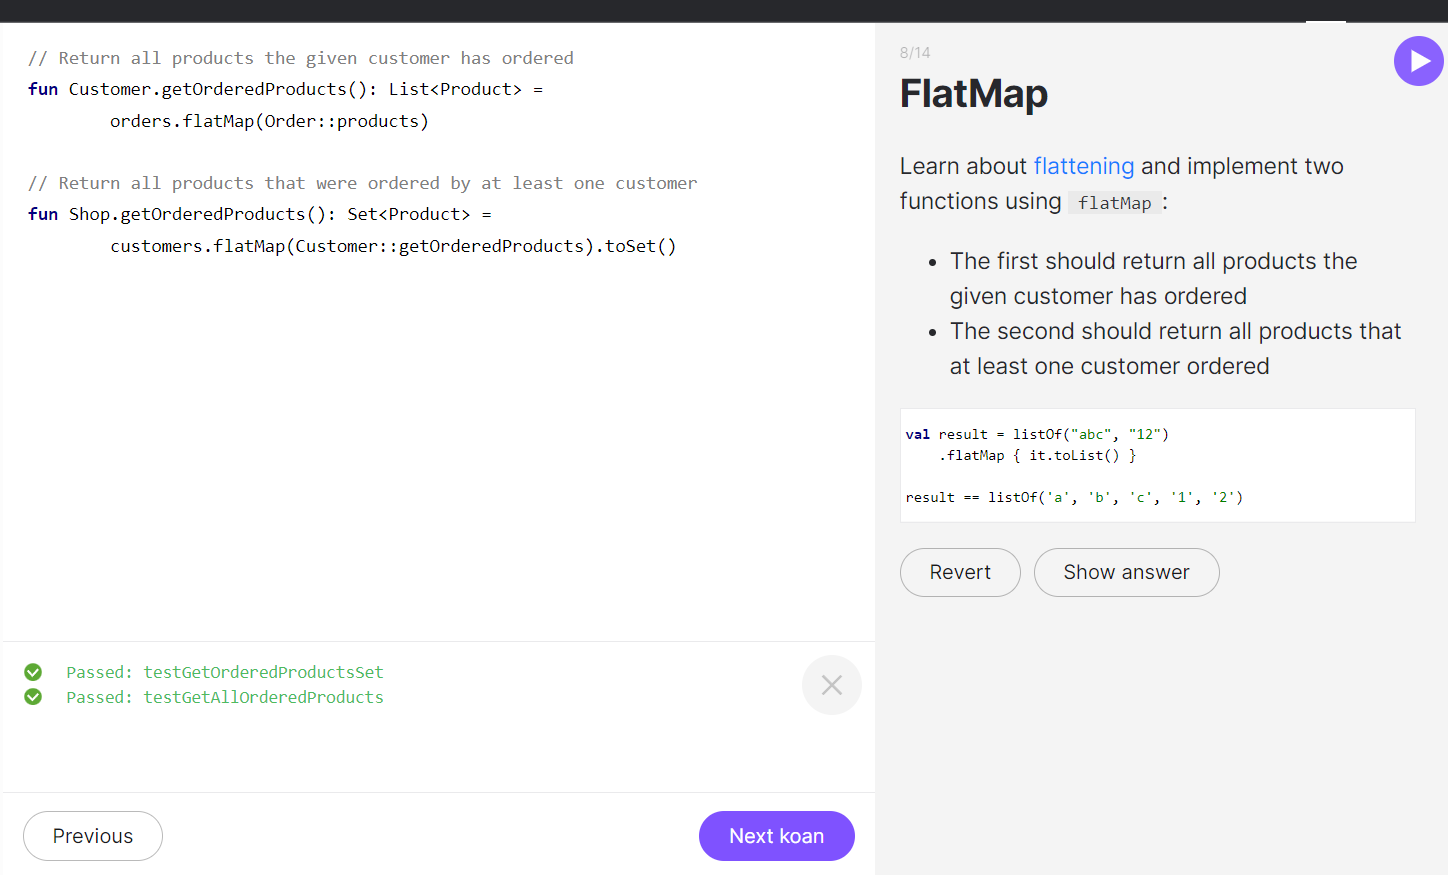 // Return all products the given customer has ordered
fun Customer.getOrderedProducts(): List<Product> =
        orders.flatMap(Order::products)

// Return all products that were ordered by at least one customer
fun Shop.getOrderedProducts(): Set<Product> =
        customers.flatMap(Customer::getOrderedProducts).toSet()
Passed: testGetOrderedProductsSet
Passed: testGetAllOrderedProducts
Previous
Next koan
8/14
FlatMap
Learn about flattening and implement two
functions using flatMap :
• The first should return all products the
given customer has ordered
• The second should return all products that
at least one customer ordered
val result = listOf("abc", "12")
    .flatMap { it.toList() }

result == listOf('a', 'b', 'c', '1', '2')
Revert
Show answer